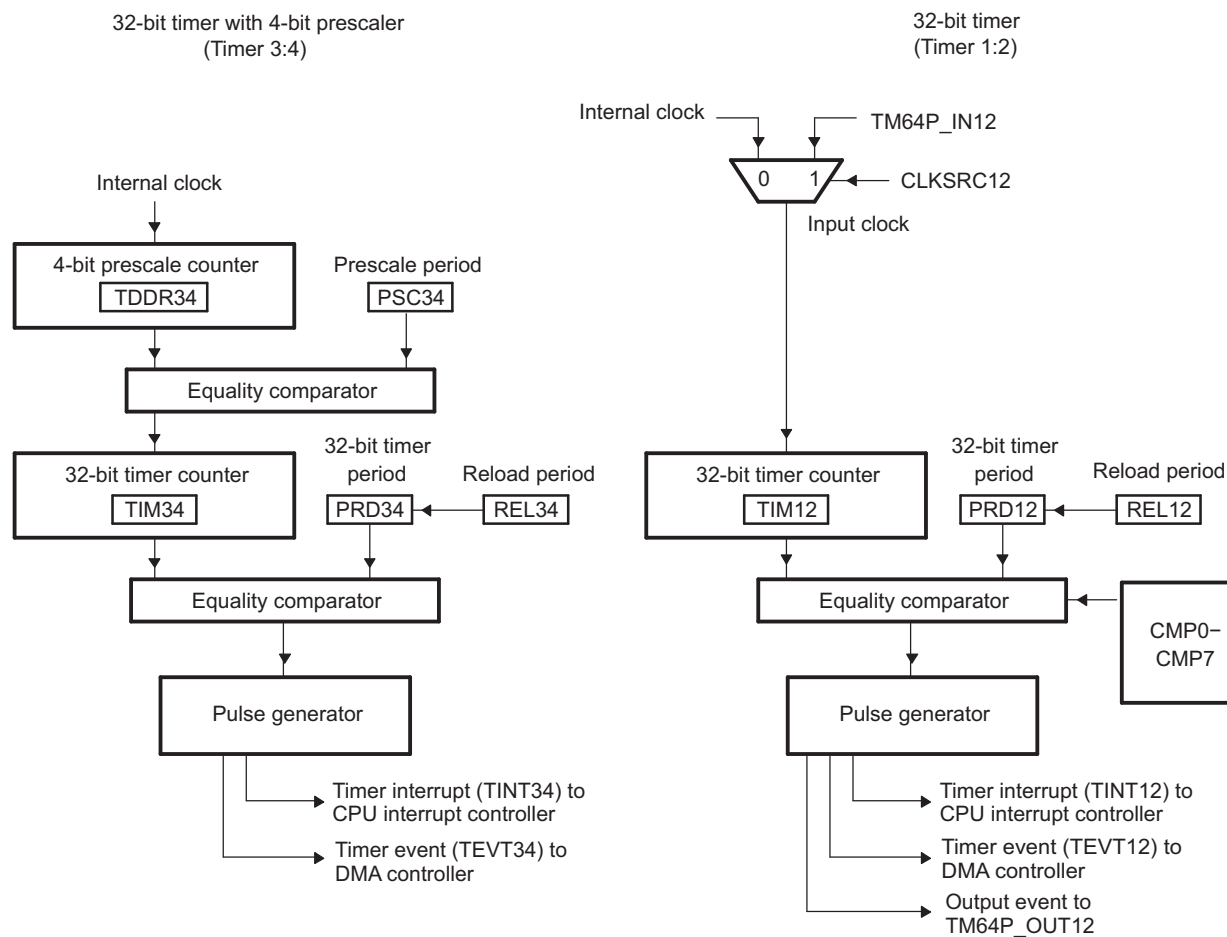 32-bit timer with 4-bit prescaler
(Timer 3:4)
Internal clock
4-bit prescale counter
TDDR34
Prescale period
PSC34
Equality comparator
32-bit timer counter
TIM34
32-bit timer
period
PRD34
Reload period
REL34
Equality comparator
Pulse generator
Timer interrupt (TINT34) to
CPU interrupt controller
Timer event (TEVT34) to
DMA controller
32-bit timer
(Timer 1:2)
Internal clock
TM64P_IN12
0
1
CLKSRC12
Input clock
32-bit timer counter
TIM12
32-bit timer
period
PRD12
Reload period
REL12
Equality comparator
CMP0−
CMP7
Pulse generator
Timer interrupt (TINT12) to
CPU interrupt controller
Timer event (TEVT12) to
DMA controller
Output event to
TM64P_OUT12